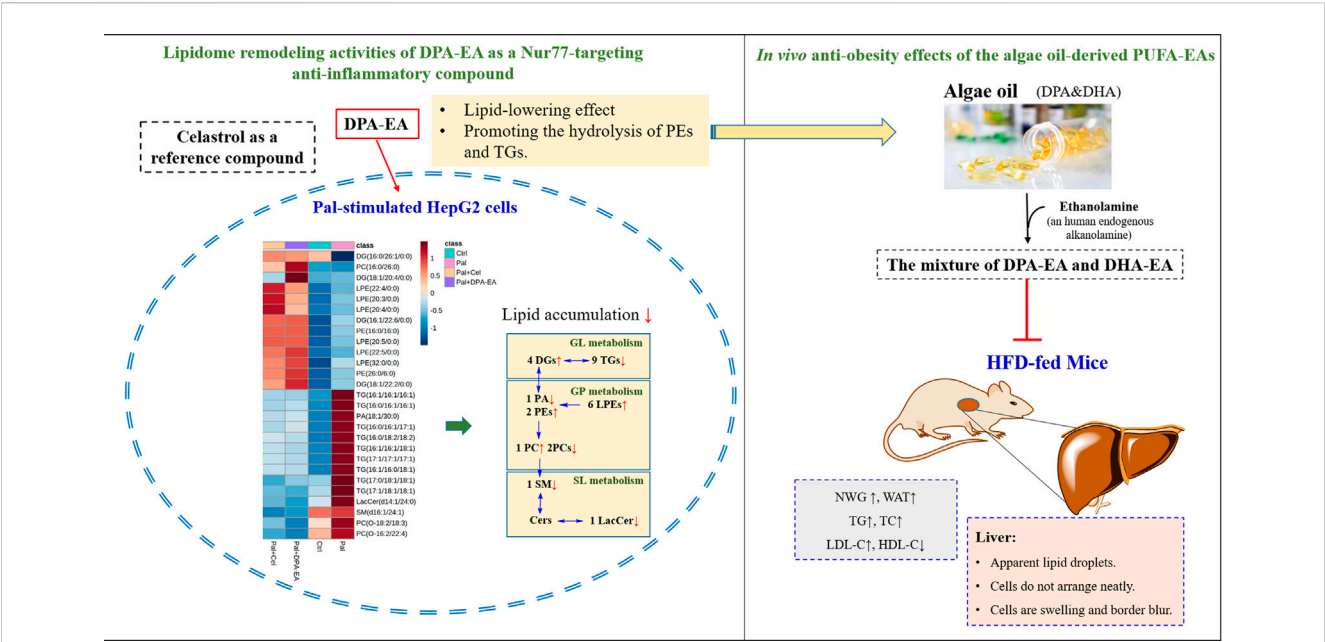 Lipidome remodeling activities of DPA-EA as a Nur77-targeting
anti-inflammatory compound
Celastrol as a
reference compound
DPA-EA
• Lipid-lowering effect
• Promoting the hydrolysis of PEs
and TGs.
Pal-stimulated HepG2 cells
class
DG(16:0/26:1/0:0)
PC(16:0/26:0)
DG(18:1/20:4/0:0)
LPE(22:4/0:0)
LPE(20:3/0:0)
LPE(20:4/0:0)
DG(16:1/22:6/0:0)
PE(16:0/16:0)
LPE(20:5/0:0)
LPE(22:5/0:0)
LPE(32:0/0:0)
PE(26:0/6:0)
DG(18:1/22:2/0:0)
TG(16:1/16:1/16:1)
TG(16:0/16:1/16:1)
PA(18:1/30:0)
TG(16:0/16:1/17:1)
TG(16:0/18:2/18:2)
TG(16:1/16:1/18:1)
TG(17:1/17:1/17:1)
TG(16:1/16:0/18:1)
TG(17:0/18:1/18:1)
TG(17:1/18:1/18:1)
LacCer(d14:1/24:0)
SM(d16:1/24:1)
PC(O-18:2/18:3)
PC(O-16:2/22:4)
Pal+Cel
Pal+DPA-EA
Ctrl
Pal
1
0.5
0
-0.5
-1
class
Ctrl
Pal
Pal+Cel
Pal+DPA-EA
Lipid accumulation ↓
GL metabolism
4 DGs↑ 9 TGs↓
GP metabolism
1 PA↓
2 PEs↑
6 LPEs↑
1 PC↑ 2PCs↓
SL metabolism
1 SM↓
Cers 1 LacCer↓
In vivo anti-obesity effects of the algae oil-derived PUFA-EAs
Algae oil (DPA&DHA)
Ethanolamine
(an human endogenous
alkanolamine)
The mixture of DPA-EA and DHA-EA
HFD-fed Mice
NWG ↑, WAT↑
TG↑, TC↑
LDL-C↑, HDL-C↓
Liver:
• Apparent lipid droplets.
• Cells do not arrange neatly.
• Cells are swelling and border blur.